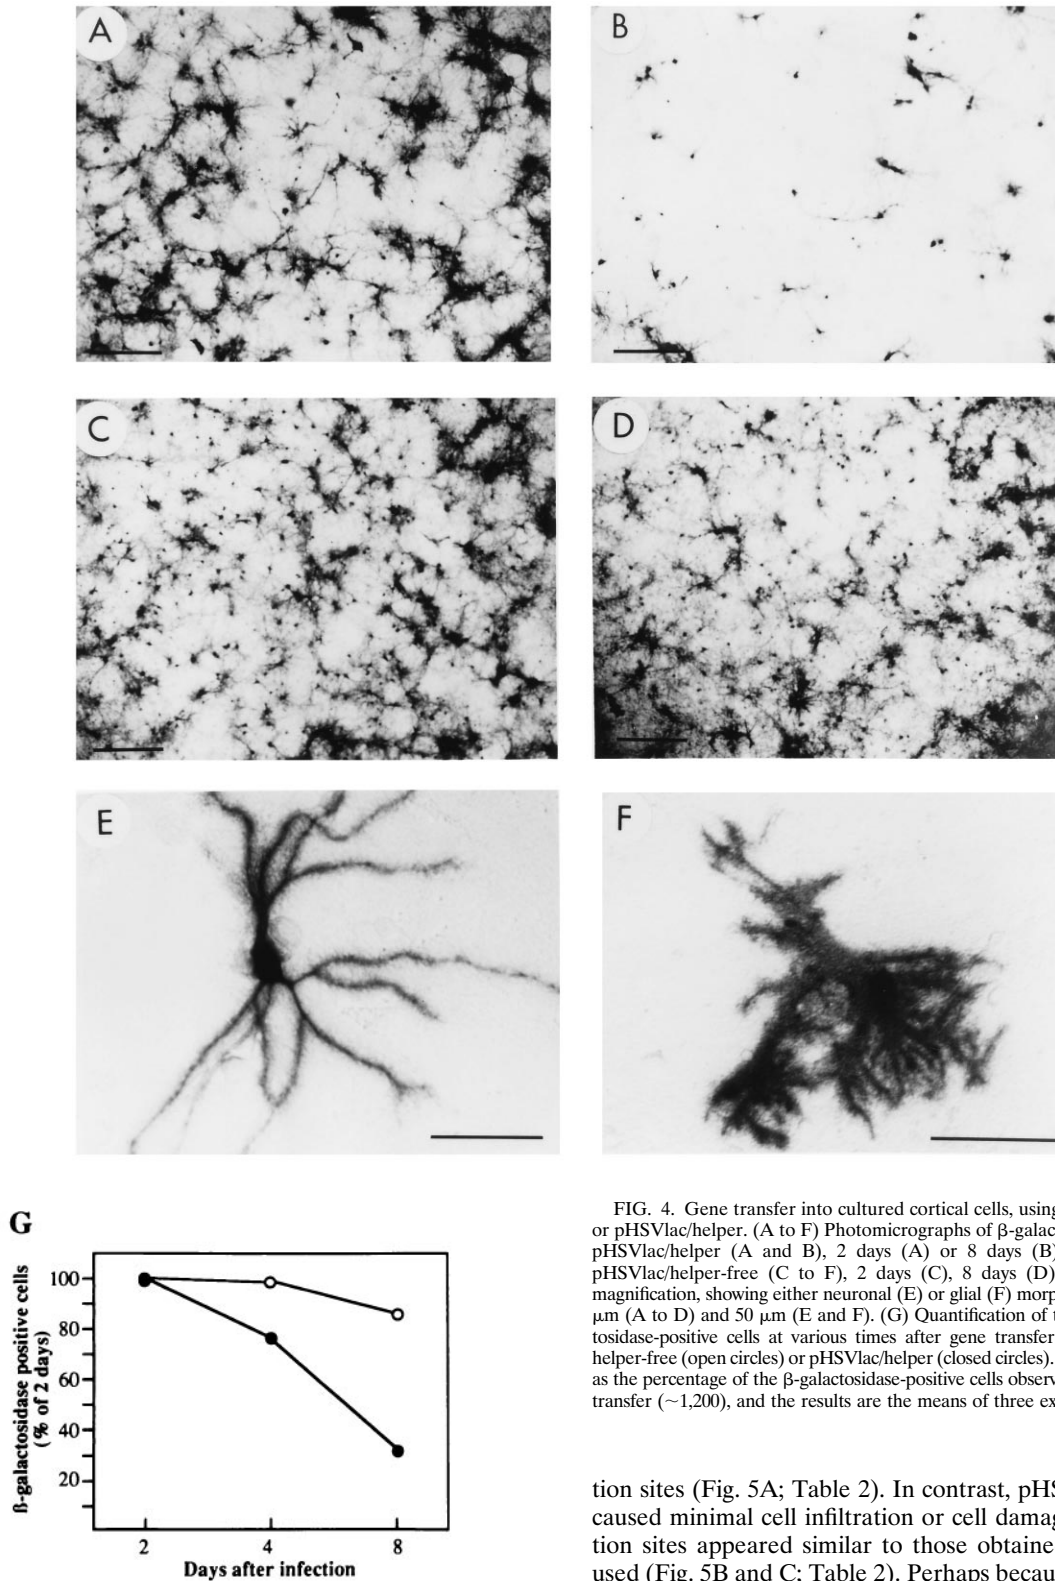 A
B
C
D
E
F
G
ß-galactosidase positive cells
(% of 2 days)
100
80
60
40
20
2
4
8
Days after infection
FIG. 4. Gene transfer into cultured cortical cells, using
or pHSVlac/helper. (A to F) Photomicrographs of β-galac
pHSVlac/helper (A and B), 2 days (A) or 8 days (B)
pHSVlac/helper-free (C to F), 2 days (C), 8 days (D)
magnification, showing either neuronal (E) or glial (F) morp
μm (A to D) and 50 μm (E and F). (G) Quantification of t
tosidase-positive cells at various times after gene transfer
helper-free (open circles) or pHSVlac/helper (closed circles).
as the percentage of the β-galactosidase-positive cells observ
transfer (~1,200), and the results are the means of three ex
tion sites (Fig. 5A; Table 2). In contrast, pHS
caused minimal cell infiltration or cell damag
tion sites appeared similar to those obtaine
used (Fig. 5B and C; Table 2). Perhaps becau